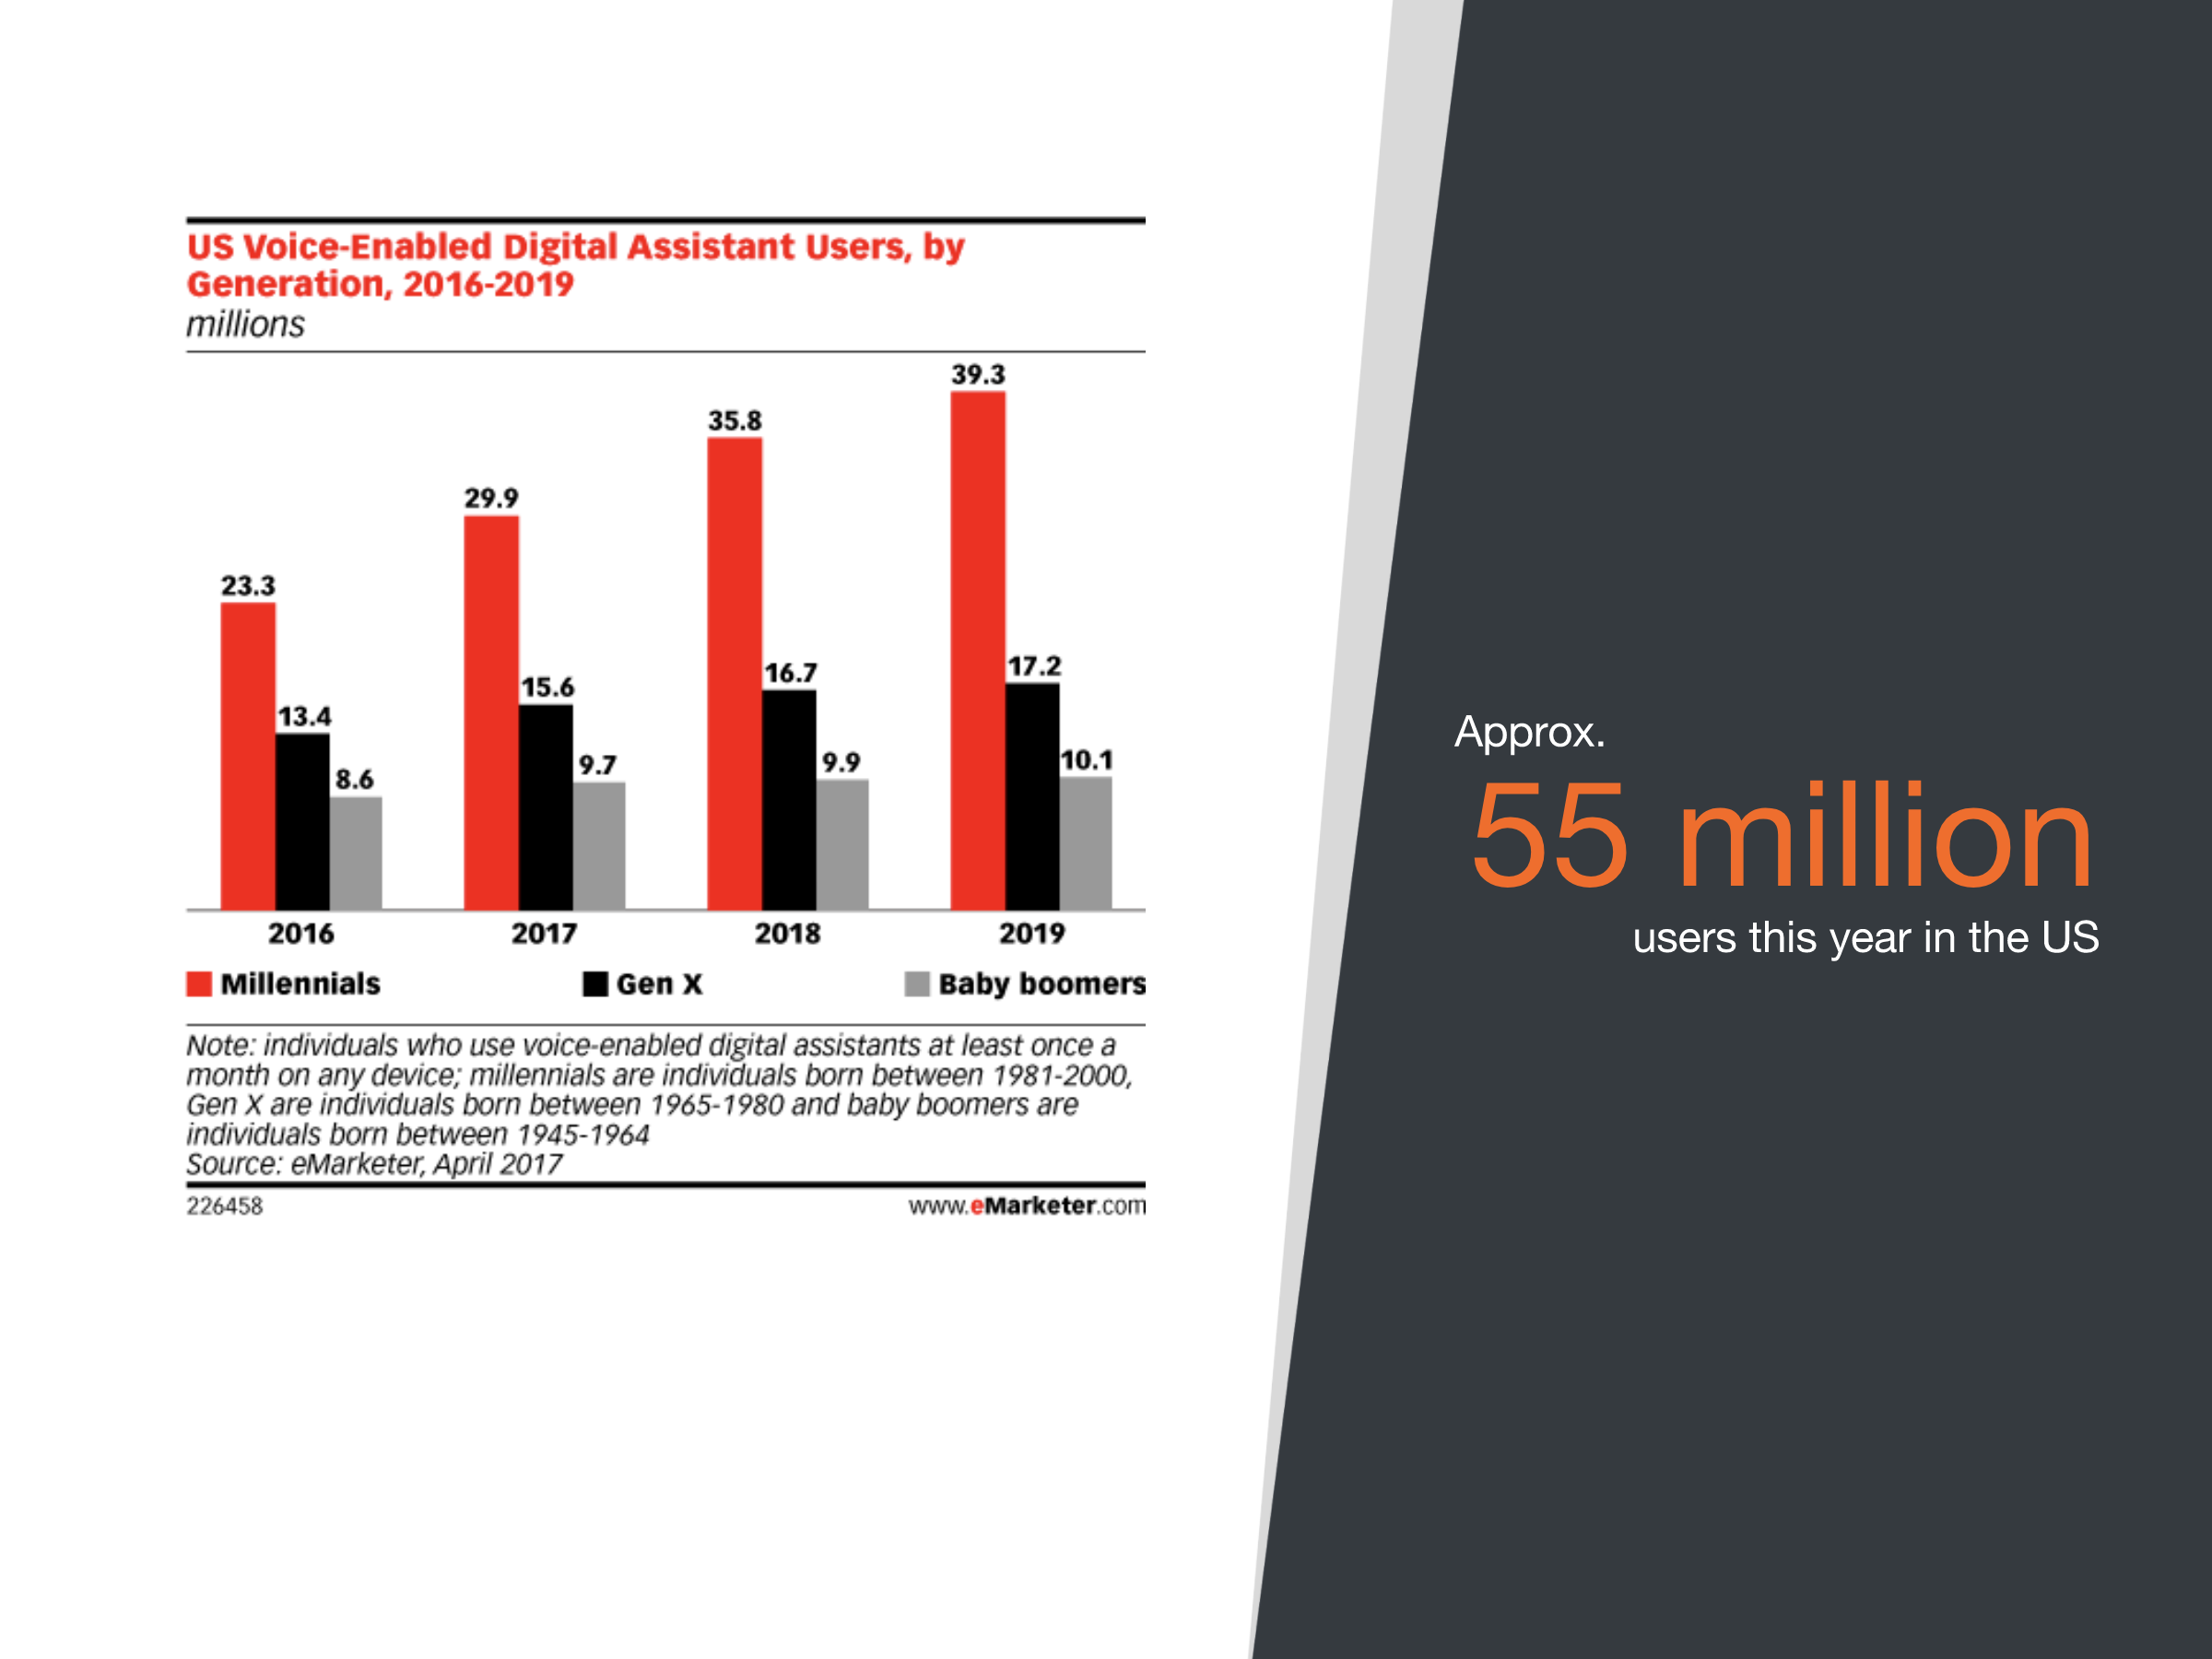 US Voice-Enabled Digital Assistant Users, by
Generation, 2016-2019
millions
39.3
35.8
29.9
23.3
17.2
16.7
15.6
13.4
10.1
9.9
9.7
8.6
2016 2017 2018 2019
Millennials Gen X Baby boomers
Note: individuals who use voice-enabled digital assistants at least once a
month on any device; millennials are individuals born between 1981-2000,
Gen X are individuals born between 1965-1980 and baby boomers are
individuals born between 1945-1964
Source: eMarketer, April 2017
226458 www.eMarketer.com
Approx.
55 million
users this year in the US